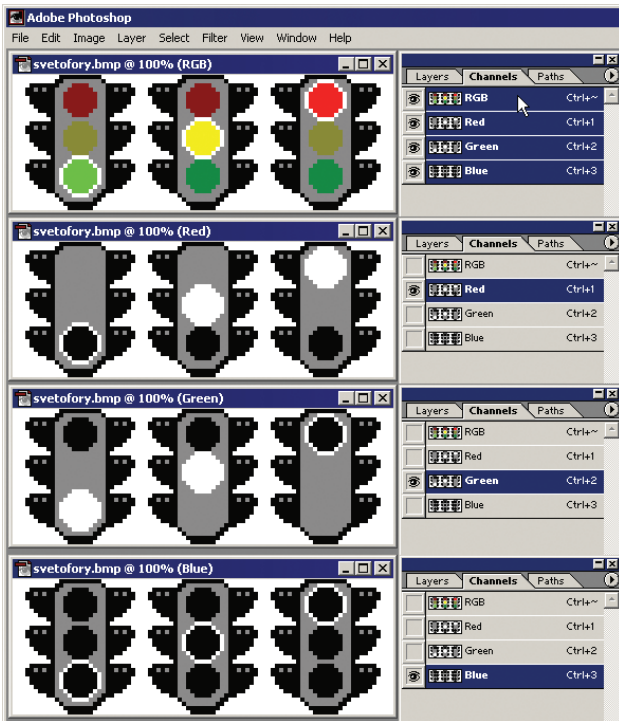 Adobe Photoshop
File Edit Image Layer Select Filter View Window Help
svetofory.bmp @ 100% (RGB)
Layers Channels Paths
RGB Ctrl+~
Red Ctrl+1
Green Ctrl+2
Blue Ctrl+3
svetofory.bmp @ 100% (Red)
Layers Channels Paths
RGB Ctrl+~
Red Ctrl+1
Green Ctrl+2
Blue Ctrl+3
svetofory.bmp @ 100% (Green)
Layers Channels Paths
RGB Ctrl+~
Red Ctrl+1
Green Ctrl+2
Blue Ctrl+3
svetofory.bmp @ 100% (Blue)
Layers Channels Paths
RGB Ctrl+~
Red Ctrl+1
Green Ctrl+2
Blue Ctrl+3